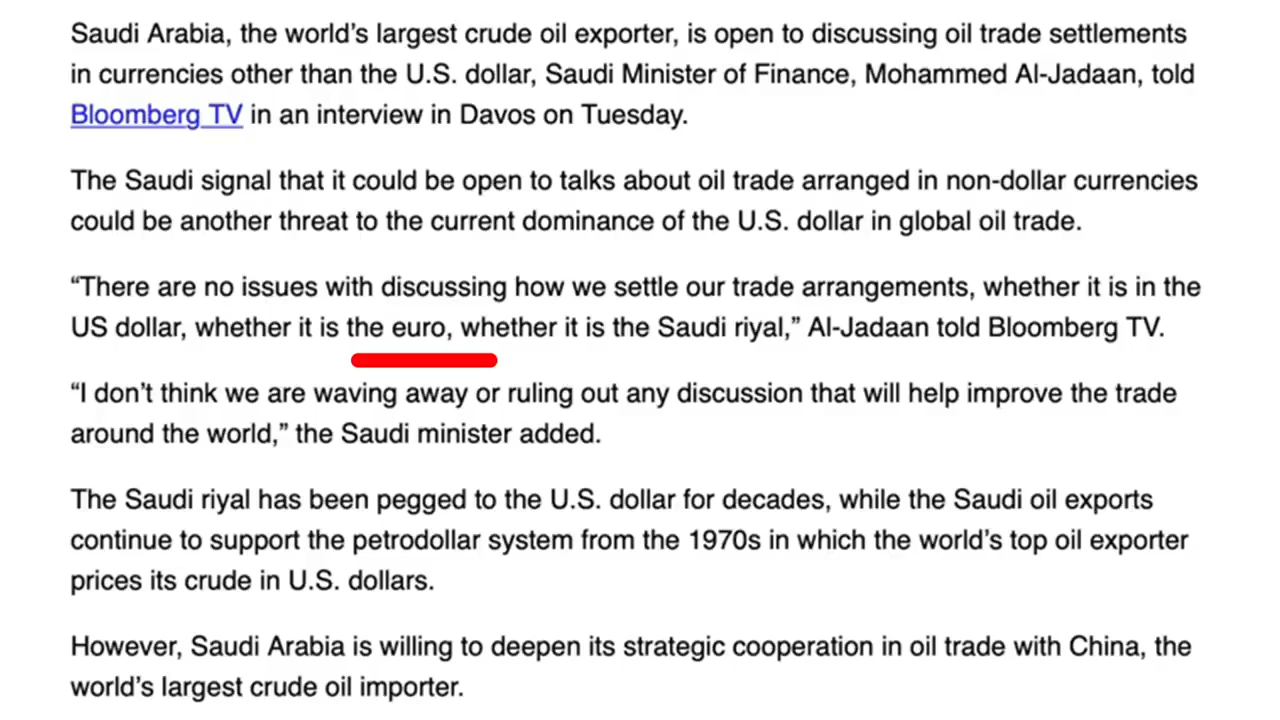 Saudi Arabia, the world’s largest crude oil exporter, is open to discussing oil trade settlements
in currencies other than the U.S. dollar, Saudi Minister of Finance, Mohammed Al-Jadaan, told
Bloomberg TV in an interview in Davos on Tuesday.
The Saudi signal that it could be open to talks about oil trade arranged in non-dollar currencies
could be another threat to the current dominance of the U.S. dollar in global oil trade.
“There are no issues with discussing how we settle our trade arrangements, whether it is in the
US dollar, whether it is the euro, whether it is the Saudi riyal,” Al-Jadaan told Bloomberg TV.
“I don’t think we are waving away or ruling out any discussion that will help improve the trade
around the world,” the Saudi minister added.
The Saudi riyal has been pegged to the U.S. dollar for decades, while the Saudi oil exports
continue to support the petrodollar system from the 1970s in which the world’s top oil exporter
prices its crude in U.S. dollars.
However, Saudi Arabia is willing to deepen its strategic cooperation in oil trade with China, the
world’s largest crude oil importer.